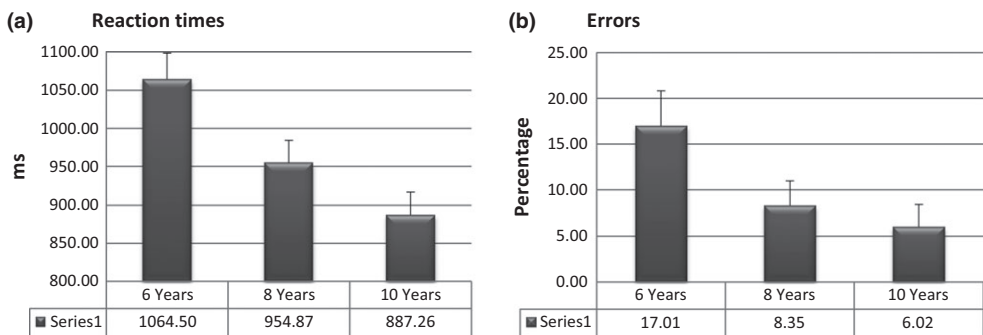 (a) Reaction times
1100.00
1050.00
1000.00
950.00
900.00
850.00
800.00
ms
6 Years 8 Years 10 Years
Series1 1064.50 954.87 887.26
(b) Errors
25.00
20.00
15.00
10.00
5.00
0.00
Percentage
6 Years 8 Years 10 Years
Series1 17.01 8.35 6.02